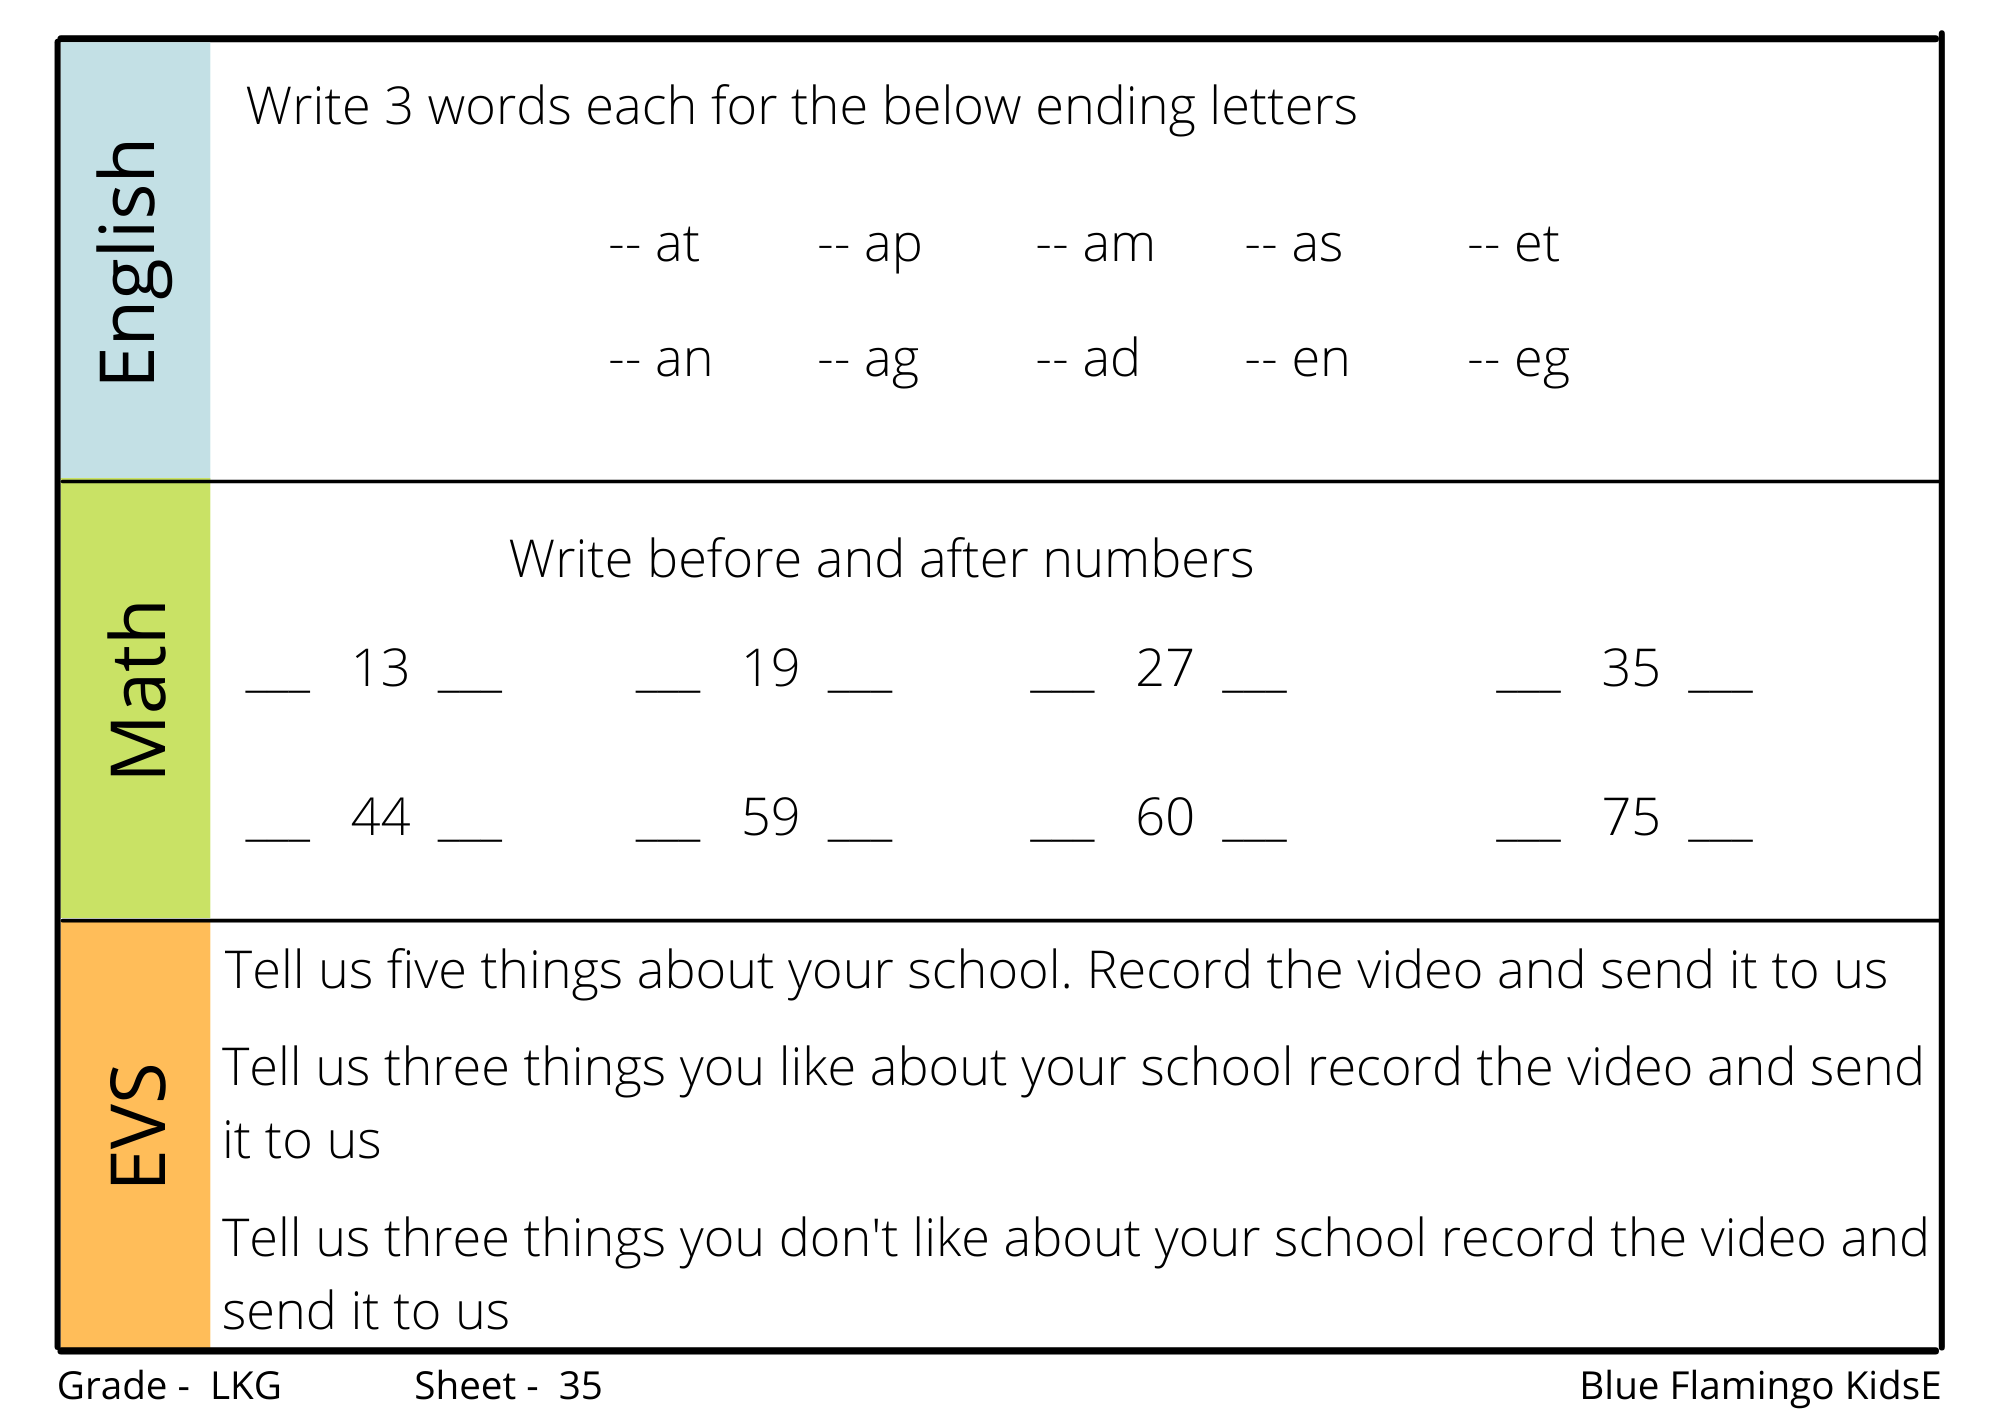 English
Write 3 words each for the below ending letters
-- at -- ap -- am -- as -- et
-- an -- ag -- ad -- en -- eg
Math
Write before and after numbers
___ 13 ___ ___ 19 ___ ___ 27 ___ ___ 35 ___
___ 44 ___ ___ 59 ___ ___ 60 ___ ___ 75 ___
EVS
Tell us five things about your school. Record the video and send it to us
Tell us three things you like about your school record the video and send
it to us
Tell us three things you don't like about your school record the video and
send it to us
Grade - LKG Sheet - 35 Blue Flamingo KidsE